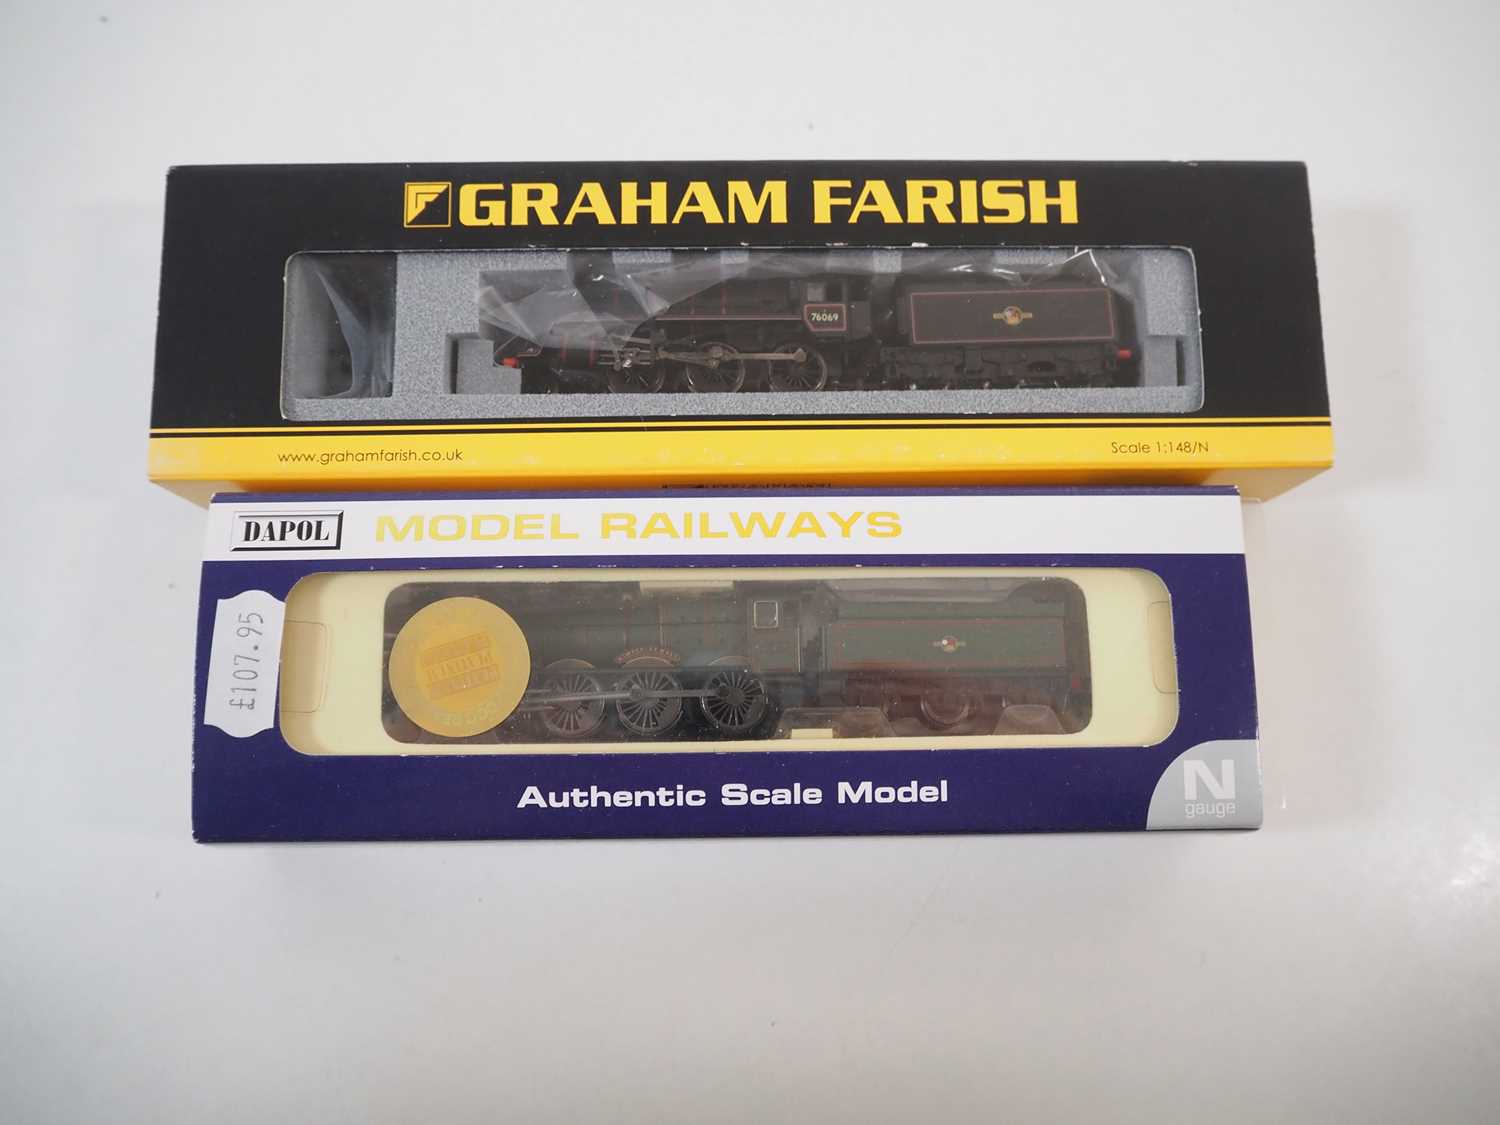 GRAHAM FARISH
76069
www.grahamfarish.co.uk
Scale 1:148/N
DAPOL
MODEL RAILWAYS
£107.95
Authentic Scale Model
N
gauge